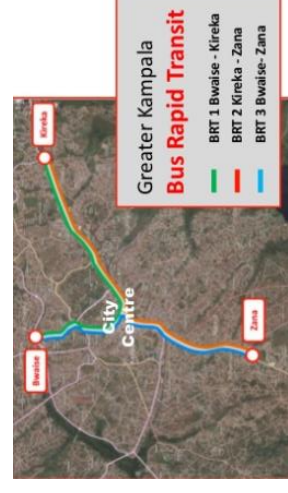 Greater Kampala
Bus Rapid Transit
BRT 1 Bwaise - Kireka
BRT 2 Kireka - Zana
BRT 3 Bwaise- Zana
Kireka
Bwaise
City
Centre
Zana